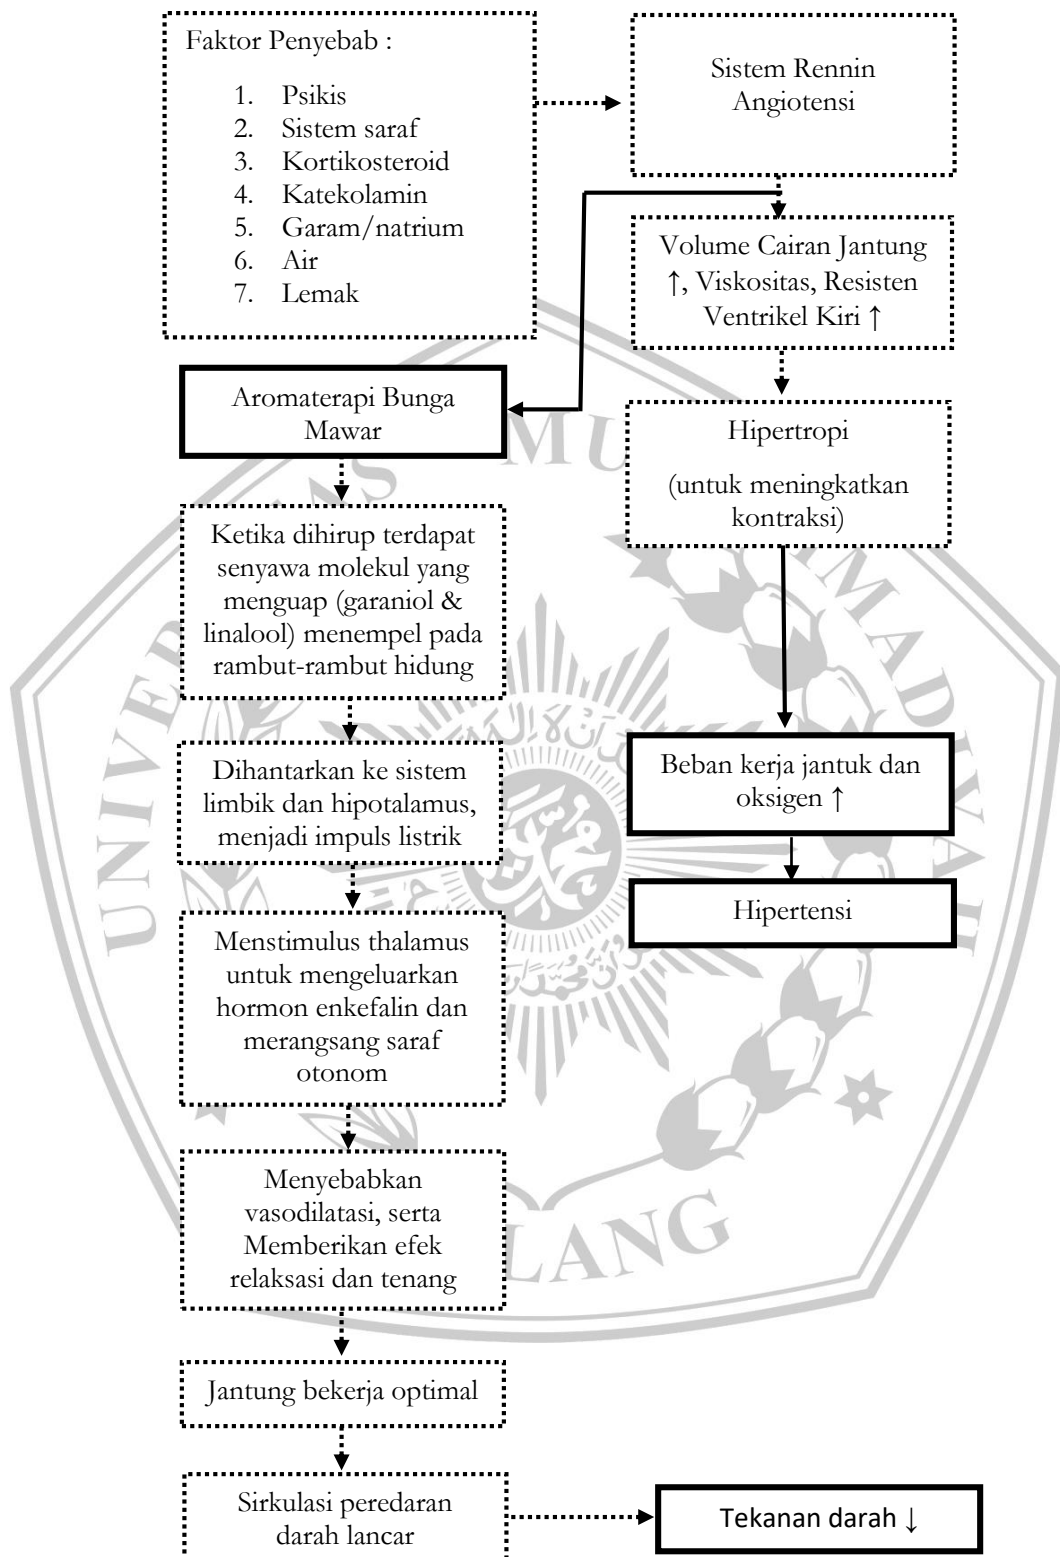 Faktor Penyebab :
1. Psikis
2. Sistem saraf
3. Kortikosteroid
4. Katekolamin
5. Garam/natrium
6. Air
7. Lemak
Sistem Rennin
Angiotensi
Volume Cairan Jantung
↑, Viskositas, Resisten
Ventrikel Kiri ↑
Aromaterapi Bunga
Mawar
Hipertropi
(untuk meningkatkan
kontraksi)
Ketika dihirup terdapat
senyawa molekul yang
menguap (garaniol &
linalool) menempel pada
rambut-rambut hidung
Dihantarkan ke sistem
limbik dan hipotalamus,
menjadi impuls listrik
Beban kerja jantuk dan
oksigen ↑
Hipertensi
Menstimulus thalamus
untuk mengeluarkan
hormon enkefalin dan
merangsang saraf
otonom
Menyebabkan
vasodilatasi, serta
Memberikan efek
relaksasi dan tenang
Jantung bekerja optimal
Sirkulasi peredaran
darah lancar
Tekanan darah ↓